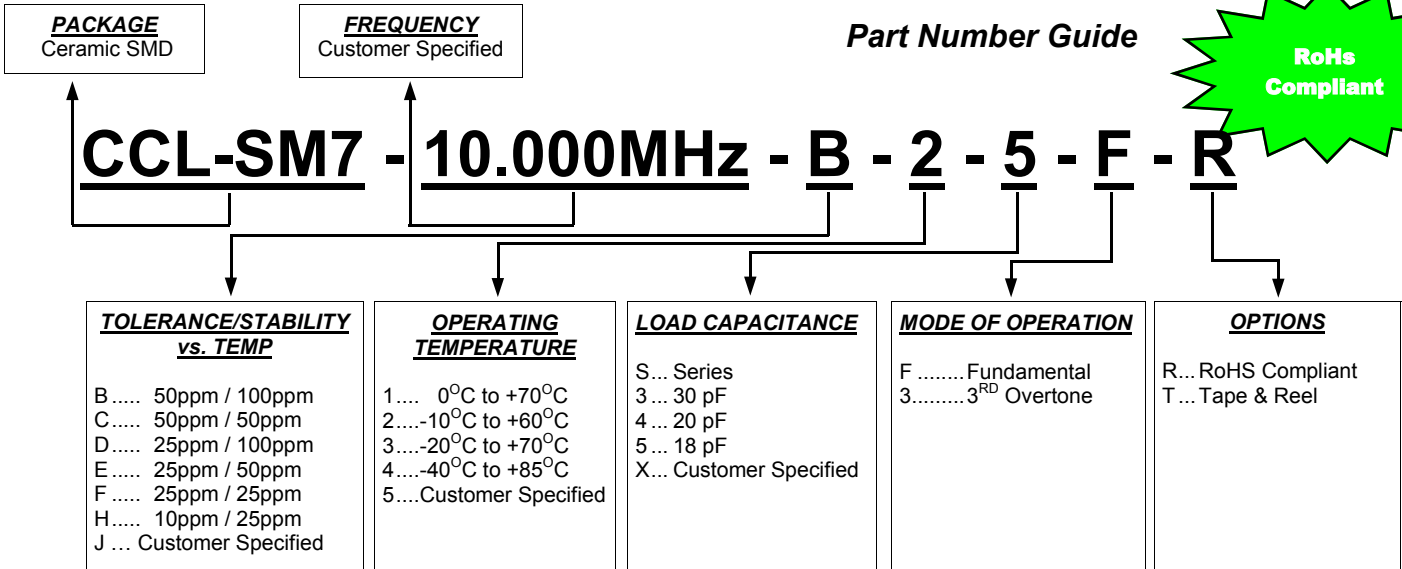 PACKAGE
Ceramic SMD
FREQUENCY
Customer Specified
Part Number Guide
RoHs
Compliant
CCL-SM7 - 10.000MHz - B - 2 - 5 - F - R
TOLERANCE/STABILITY
vs. TEMP
B..... 50ppm / 100ppm
C..... 50ppm / 50ppm
D..... 25ppm / 100ppm
E..... 25ppm / 50ppm
F ..... 25ppm / 25ppm
H..... 10ppm / 25ppm
J ... Customer Specified
OPERATING
TEMPERATURE
1.... 0ᴼC to +70ᴼC
2....-10ᴼC to +60ᴼC
3....-20ᴼC to +70ᴼC
4....-40ᴼC to +85ᴼC
5....Customer Specified
LOAD CAPACITANCE
S... Series
3 ... 30 pF
4 ... 20 pF
5 ... 18 pF
X... Customer Specified
MODE OF OPERATION
F ........Fundamental
3.........3ᴿᴰ Overtone
OPTIONS
R...RoHS Compliant
T ...Tape & Reel